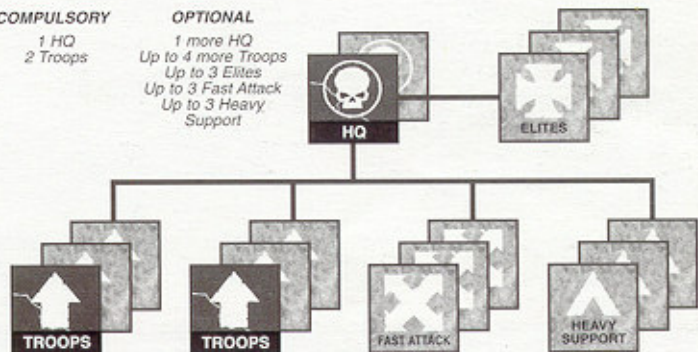 COMPULSORY
1 HQ
2 Troops
OPTIONAL
1 more HQ
Up to 4 more Troops
Up to 3 Elites
Up to 3 Fast Attack
Up to 3 Heavy
Support
HQ
ELITES
TROOPS
TROOPS
FAST ATTACK
HEAVY
SUPPORT